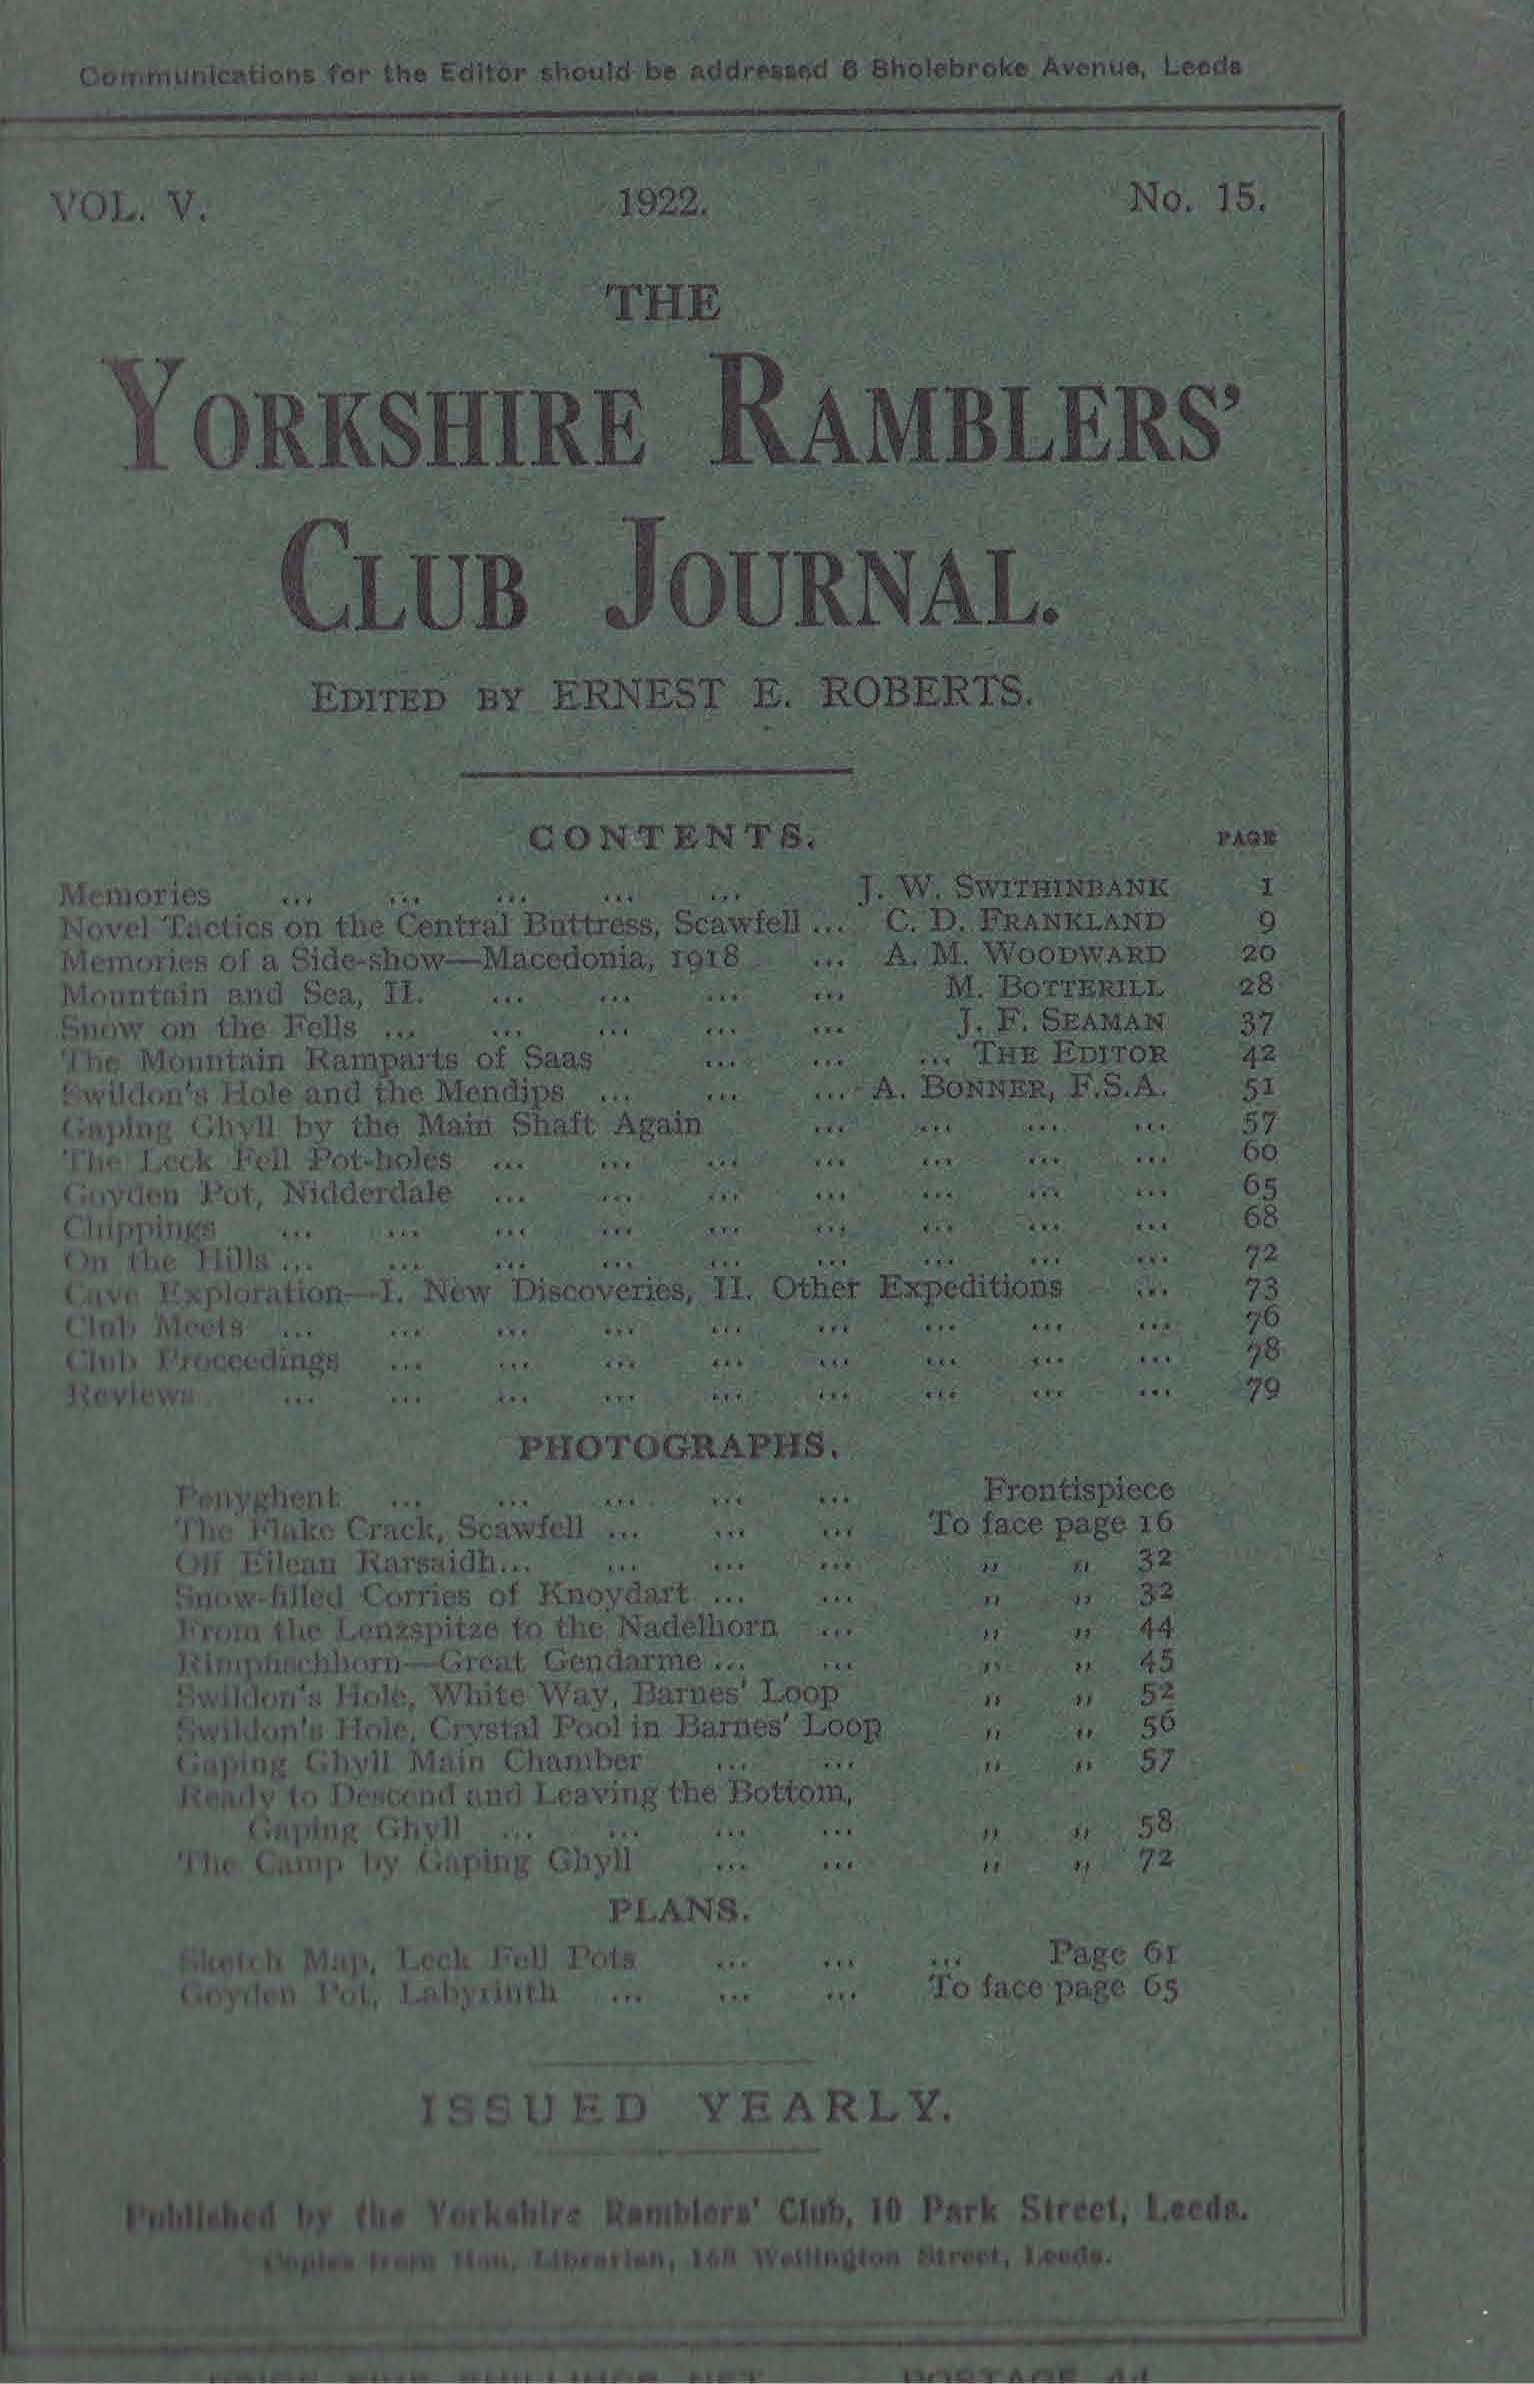 Communications for the Editor should be addressed 6 Sholebroke Avenue, Leeds
VOL. V. 1922. No. 15.
THE
YORKSHIRE RAMBLERS'
CLUB JOURNAL.
EDITED BY ERNEST E. ROBERTS.
CONTENTS. PAGE
Memories ... ... ... ... ... J. W. SWITHINBANK 1
Novel Tactics on the Central Buttress, Scawfell ... C. D. FRANKLAND 9
Memories of a Side-show—Macedonia, 1918 ... A. M. WOODWARD 20
Mountain and Sea, II. ... ... ... ... M. BOTTERILL 28
Snow on the Fells ... ... ... ... ... J. F. SEAMAN 37
The Mountain Ramparts of Saas ... ... ... THE EDITOR 42
Swildon's Hole and the Mendips ... ... ... A. BONNER, F.S.A. 51
Gaping Ghyll by the Main Shaft Again ... ... ... ... 57
The Leck Fell Pot-holes ... ... ... ... ... ... ... 60
Goyden Pot, Nidderdale ... ... ... ... ... ... ... 65
Chippings ... ... ... ... ... ... ... ... ... 68
On the Hills ... ... ... ... ... ... ... ... ... 72
Cave Exploration—I. New Discoveries, II. Other Expeditions ... 73
Club Meets ... ... ... ... ... ... ... ... ... 76
Club Proceedings ... ... ... ... ... ... ... ... 78
Reviews ... ... ... ... ... ... ... ... ... 79
PHOTOGRAPHS.
Penyghent ... ... ... ... ... Frontispiece
The Flake Crack, Scawfell ... ... ... To face page 16
Off Eilean Rarsaidh... ... ... ... „ „ 32
Snow-filled Corries of Knoydart ... ... „ „ 32
From the Lenzspitze to the Nadelhorn ... „ „ 44
Rimpfischhorn—Great Gendarme ... ... „ „ 45
Swildon's Hole, White Way, Barnes' Loop „ „ 52
Swildon's Hole, Crystal Pool in Barnes' Loop „ „ 56
Gaping Ghyll Main Chamber ... ... „ „ 57
Ready to Descend and Leaving the Bottom,
Gaping Ghyll ... ... ... ... „ „ 58
The Camp by Gaping Ghyll ... ... „ „ 72
PLANS.
Sketch Map, Leck Fell Pots ... ... ... Page 61
Goyden Pot, Labyrinth ... ... ... To face page 65
ISSUED YEARLY.
Published by the Yorkshire Ramblers' Club, 10 Park Street, Leeds.
Copies from Hon. Librarian, 168 Wellington Street, Leeds.
PRICE FIVE SHILLINGS NET POSTAGE 4d